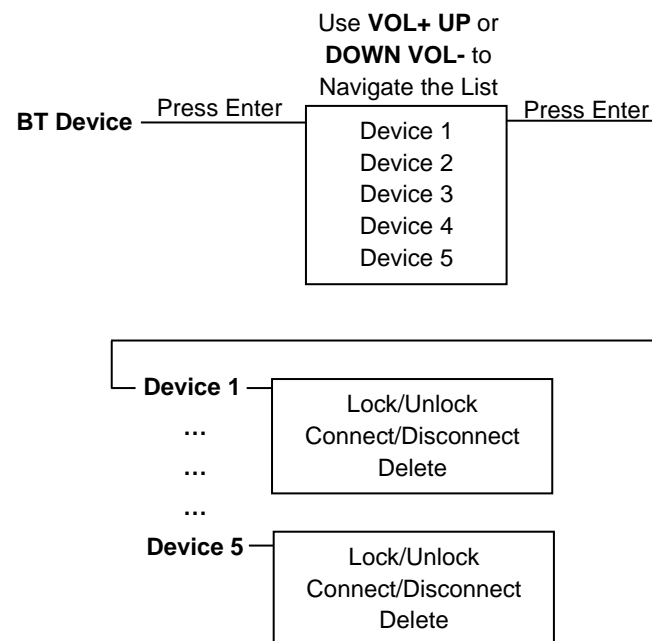 Use VOL+ UP or
DOWN VOL- to
Navigate the List
BT Device
Press Enter
Device 1
Device 2
Device 3
Device 4
Device 5
Press Enter
Device 1
Lock/Unlock
Connect/Disconnect
Delete
...
...
...
Device 5
Lock/Unlock
Connect/Disconnect
Delete